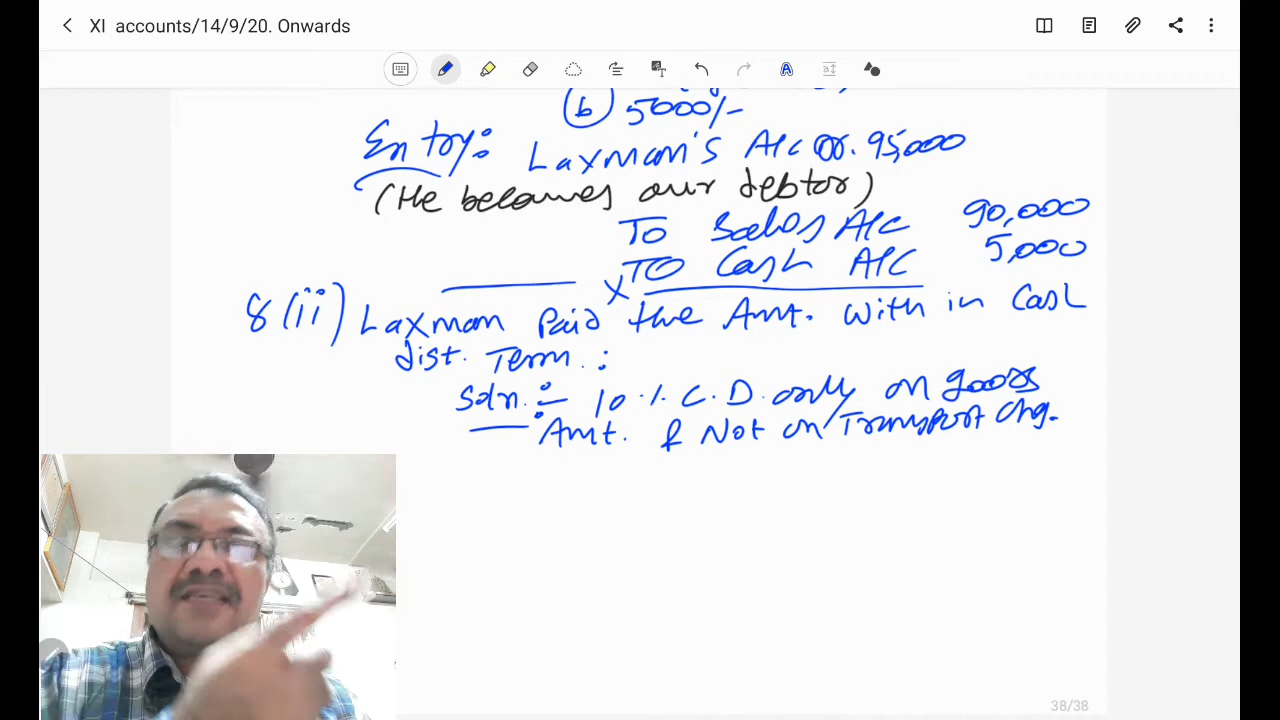 XI accounts/14/9/20. Onwards
(b) 5000/-
Entry: Laxman's A/c Dr. 95,000
(He becomes our debtor)
To Sales A/c 90,000
To Cash A/c 5,000
x
8 (ii) Laxman Paid the Amt. With in Cash
dist. Term :
Soln. :- 10 % C.D. only on goods
Amt. & Not on Transport Chg.
38/38